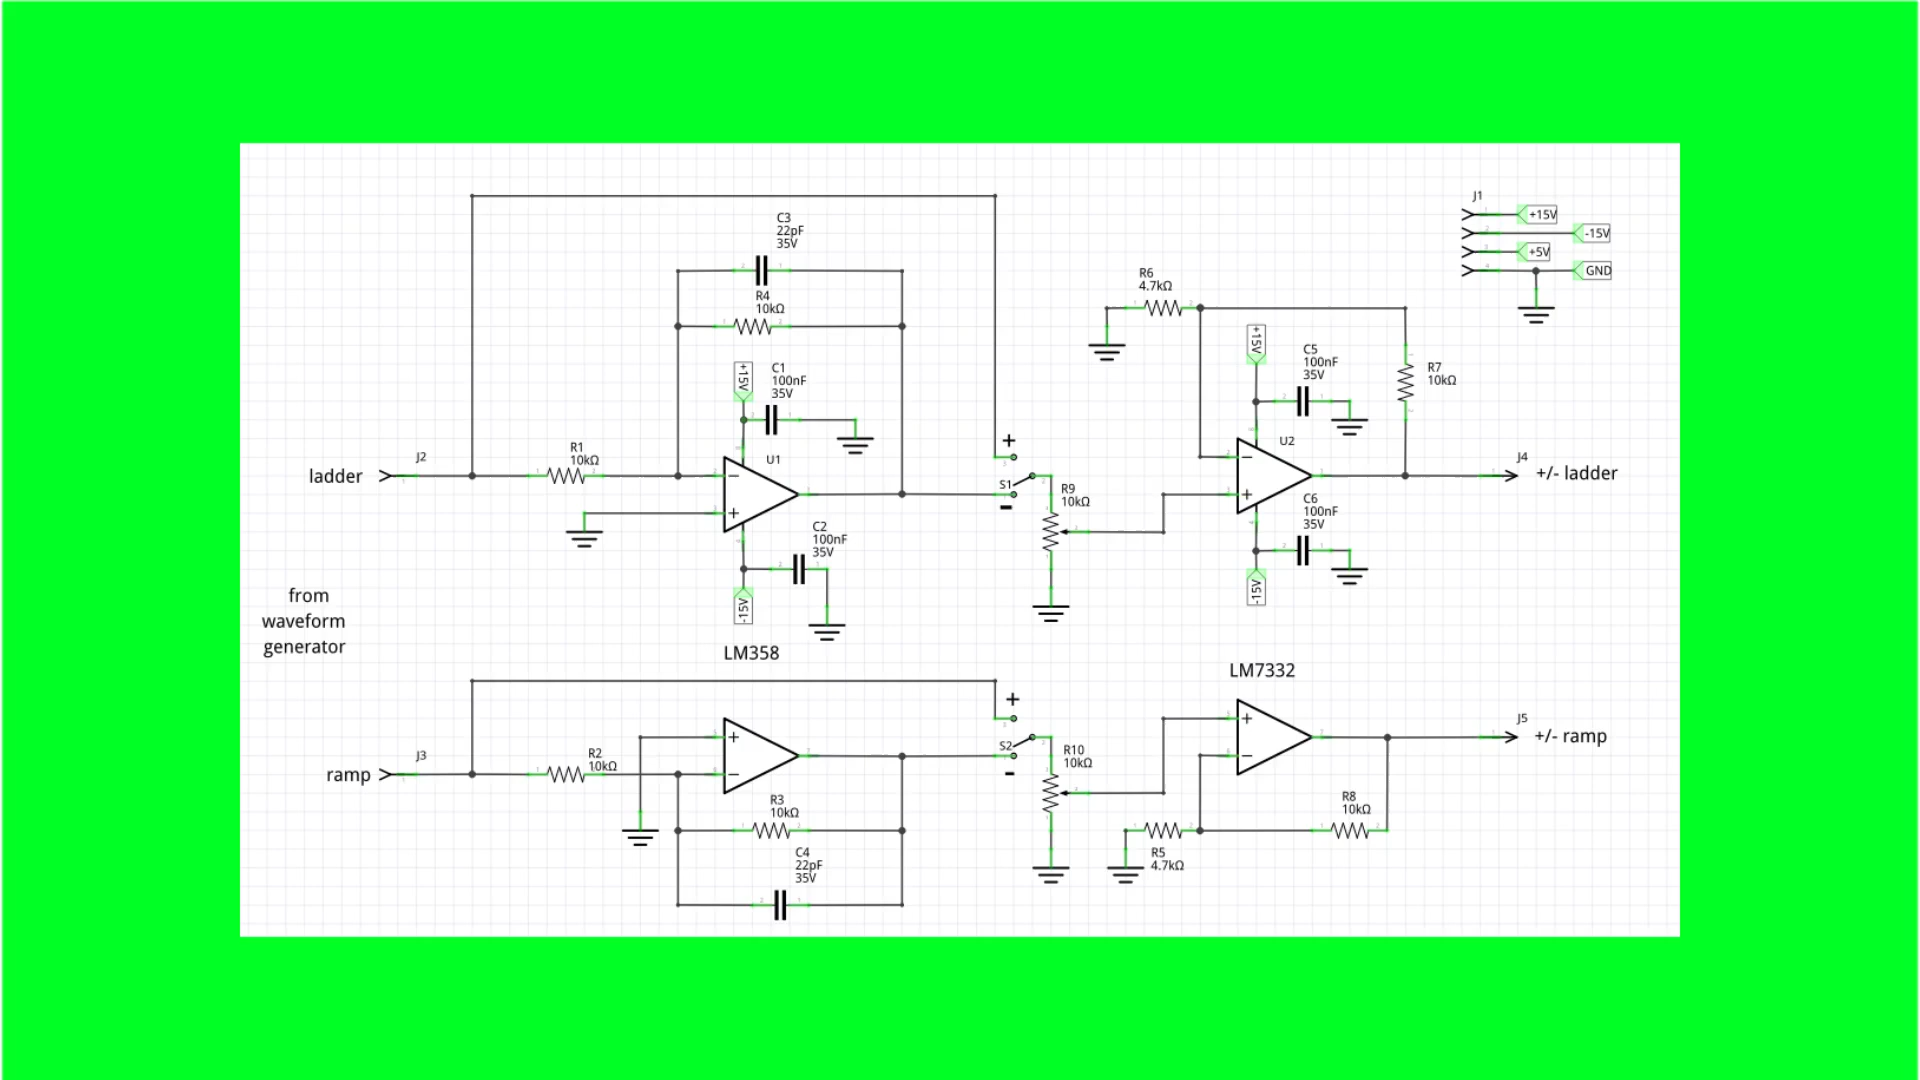 C3
22pF
35V
R4
10kΩ
+15V
C1
100nF
35V
J2
ladder
R1
10kΩ
U1
C2
100nF
35V
-15V
LM358
+
S1
-
R9
10kΩ
R6
4.7kΩ
+15V
C5
100nF
35V
R7
10kΩ
U2
C6
100nF
35V
-15V
J4
+/- ladder
J1
+15V
-15V
+5V
GND
from
waveform
generator
J3
ramp
R2
10kΩ
R3
10kΩ
C4
22pF
35V
+
S2
-
R10
10kΩ
LM7332
R5
4.7kΩ
R8
10kΩ
J5
+/- ramp